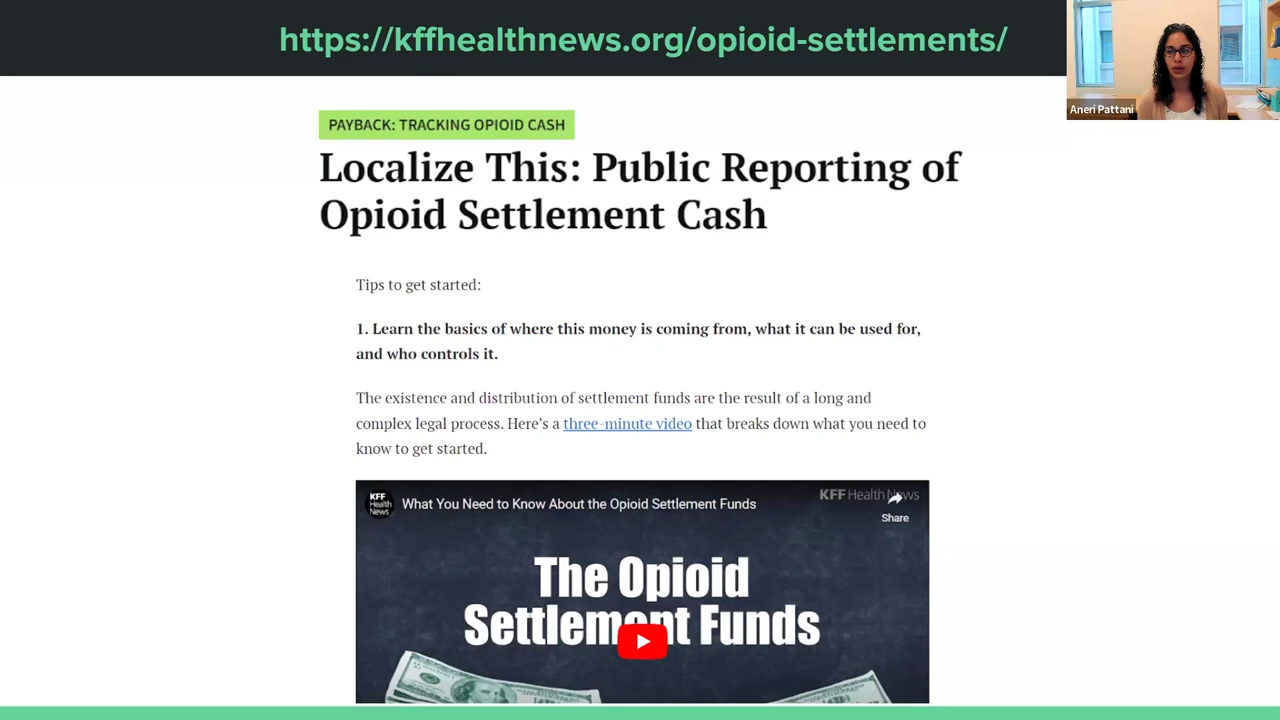 https://kffhealthnews.org/opioid-settlements/
Aneri Pattani
PAYBACK: TRACKING OPIOID CASH
Localize This: Public Reporting of
Opioid Settlement Cash
Tips to get started:
1. Learn the basics of where this money is coming from, what it can be used for,
and who controls it.
The existence and distribution of settlement funds are the result of a long and
complex legal process. Here’s a three-minute video that breaks down what you need to
know to get started.
KFF
Health
News
What You Need to Know About the Opioid Settlement Funds
KFF Health News
Share
The Opioid
Settlement Funds